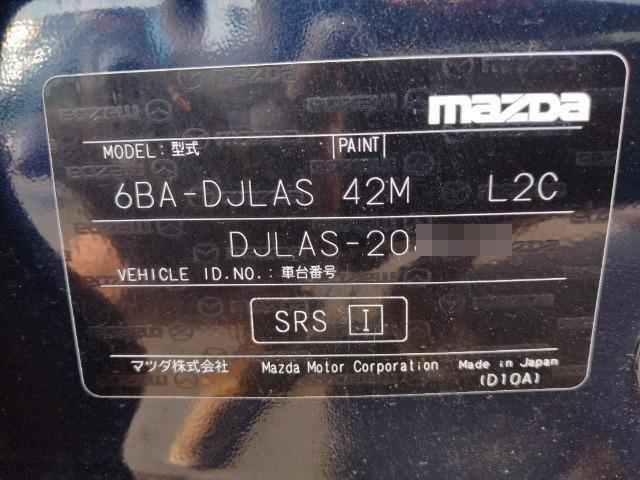 mazda
MODEL:型式 PAINT
6BA-DJLAS 42M L2C
DJLAS-20
VEHICLE ID.NO.:車台番号
SRS I
マツダ株式会社 Mazda Motor Corporation Made in Japan
(D10A)